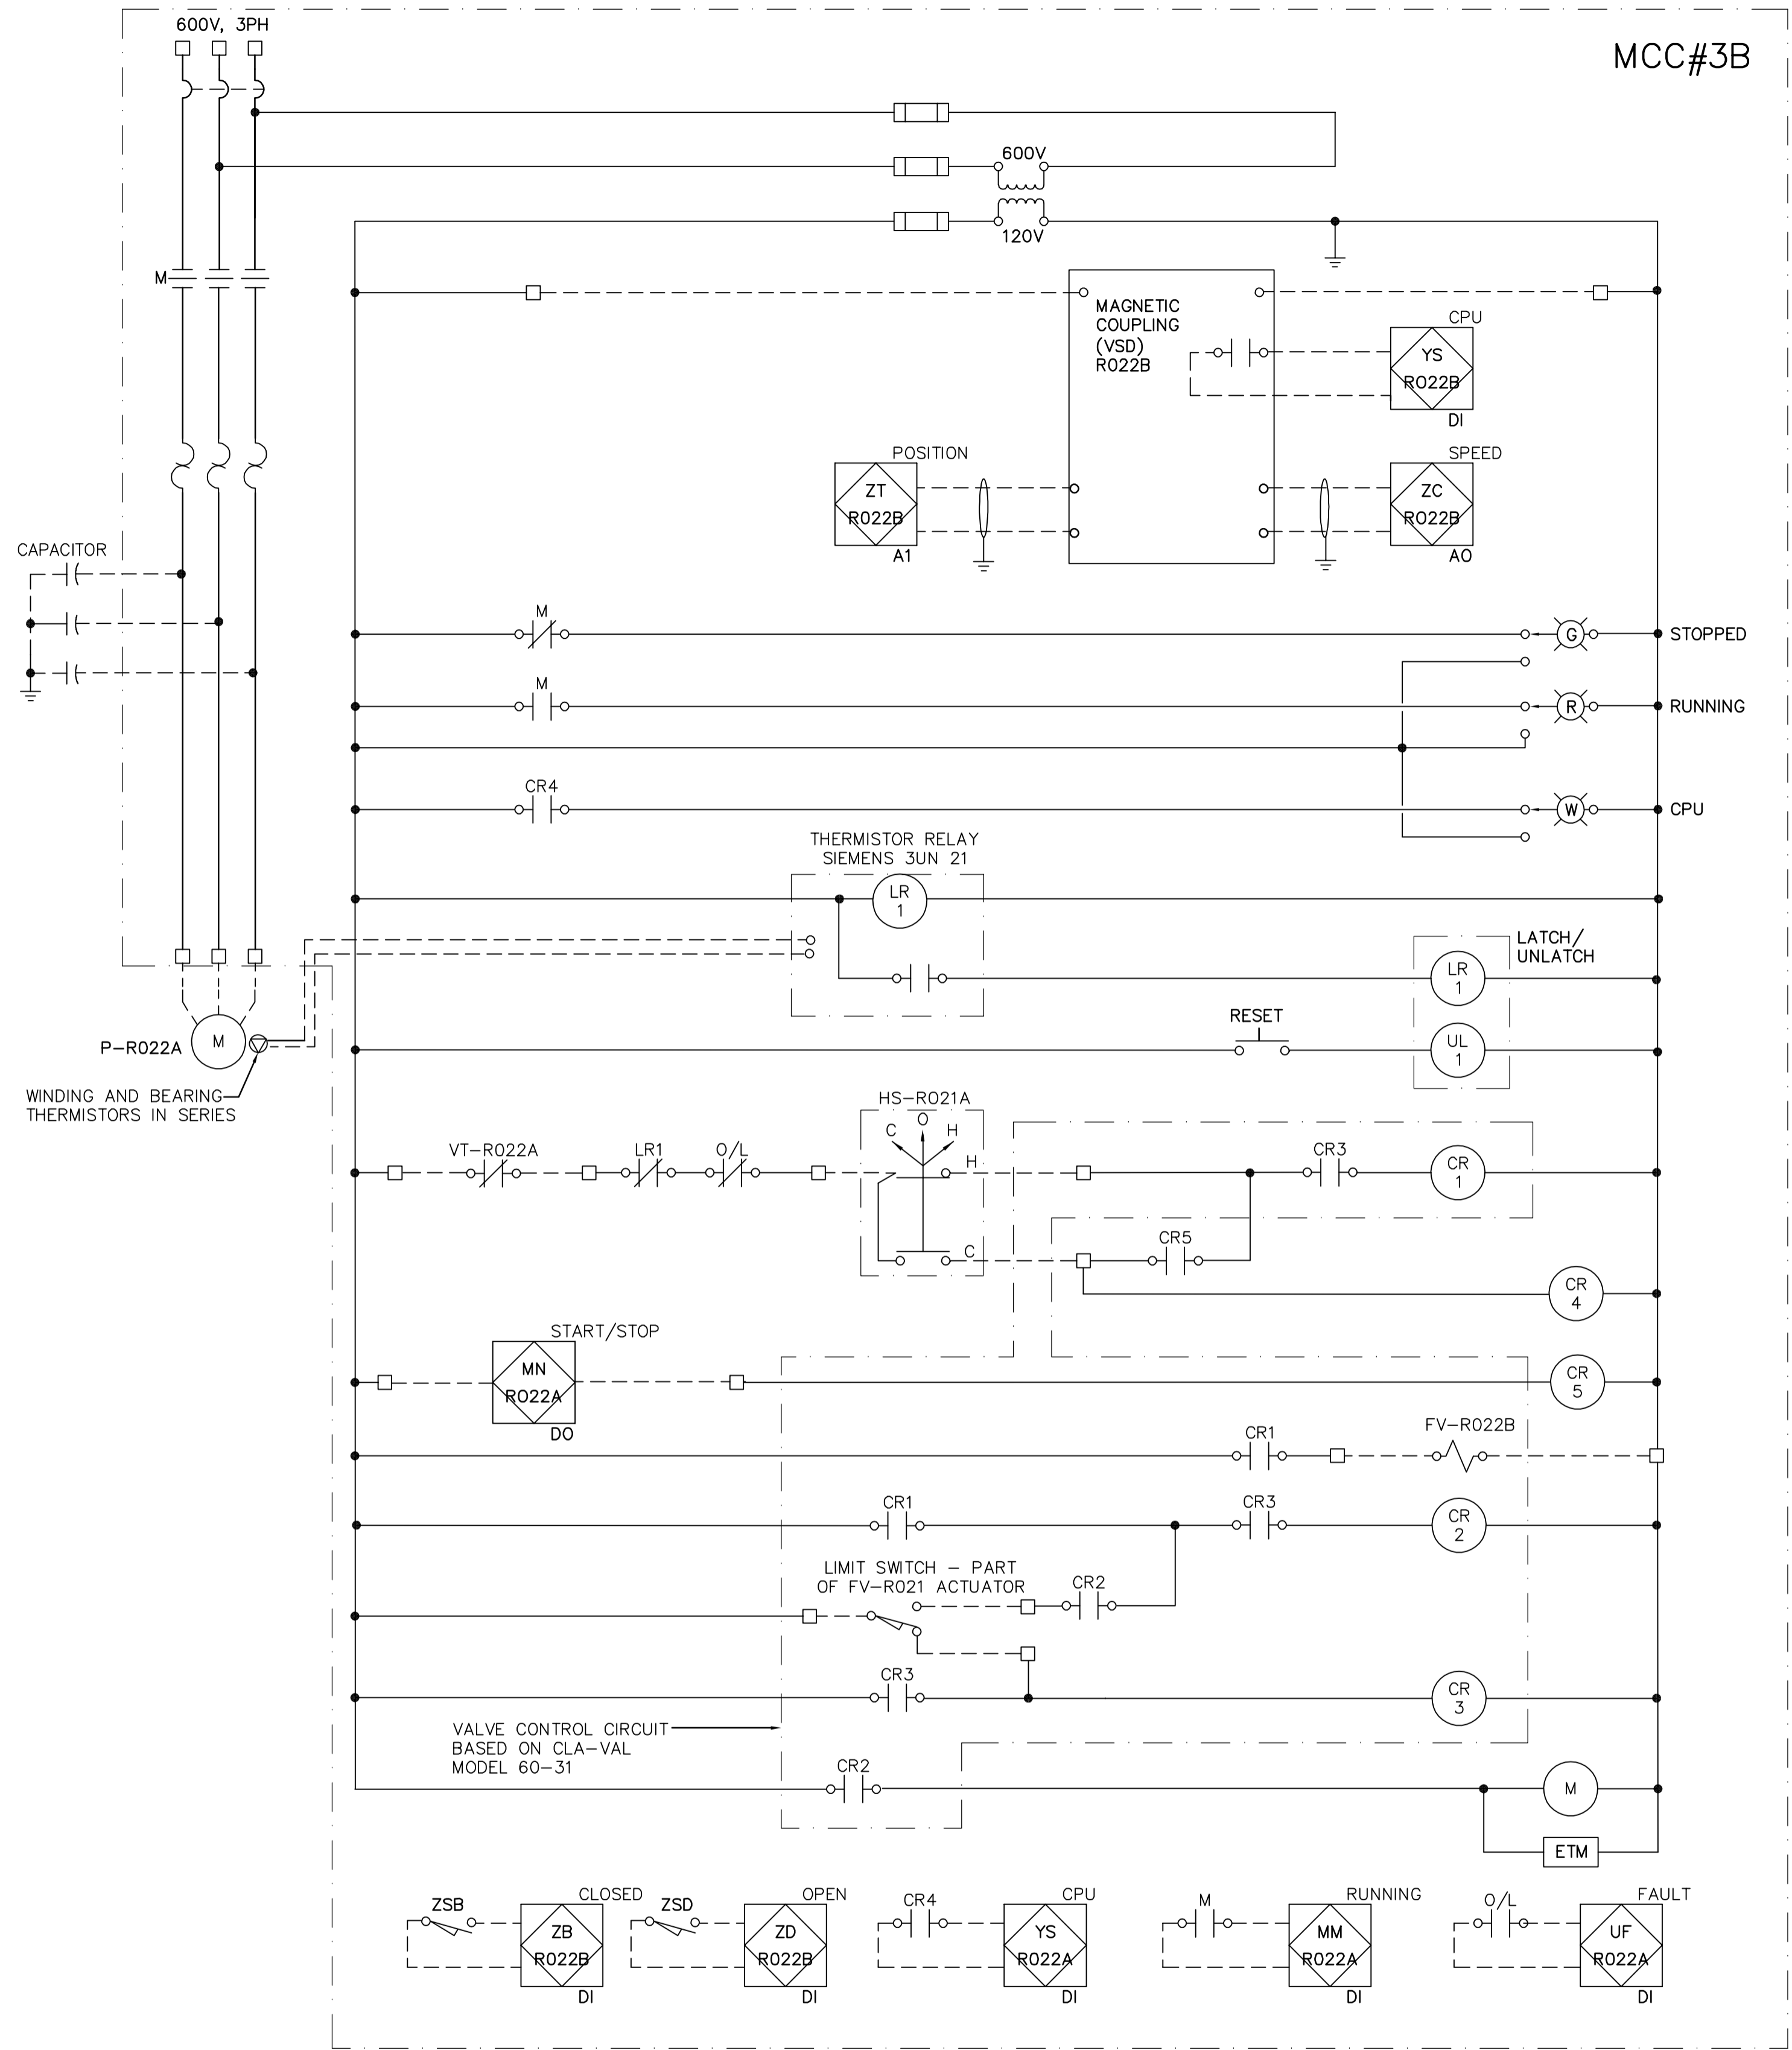 600V, 3PH
MCC#3B
600V
120V
M
MAGNETIC
COUPLING
(VSD)
R022B
CPU
YS
R022B
DI
POSITION
ZT
R022B
A1
SPEED
ZC
R022B
AO
CAPACITOR
M
G
STOPPED
M
R
RUNNING
CR4
W
CPU
THERMISTOR RELAY
SIEMENS 3UN 21
LR
1
LATCH/
UNLATCH
LR
1
RESET
UL
1
P-R022A
M
WINDING AND BEARING
THERMISTORS IN SERIES
HS-R021A
C
O
H
VT-R022A
LR1
O/L
H
CR3
CR
1
C
CR5
CR
4
START/STOP
MN
R022A
DO
CR
5
CR1
FV-R022B
CR1
CR3
CR
2
LIMIT SWITCH - PART
OF FV-R021 ACTUATOR
CR2
CR3
CR
3
VALVE CONTROL CIRCUIT
BASED ON CLA-VAL
MODEL 60-31
CR2
M
ETM
ZSB
CLOSED
ZB
R022B
DI
ZSD
OPEN
ZD
R022B
DI
CR4
CPU
YS
R022A
DI
M
RUNNING
MM
R022A
DI
O/L
FAULT
UF
R022A
DI